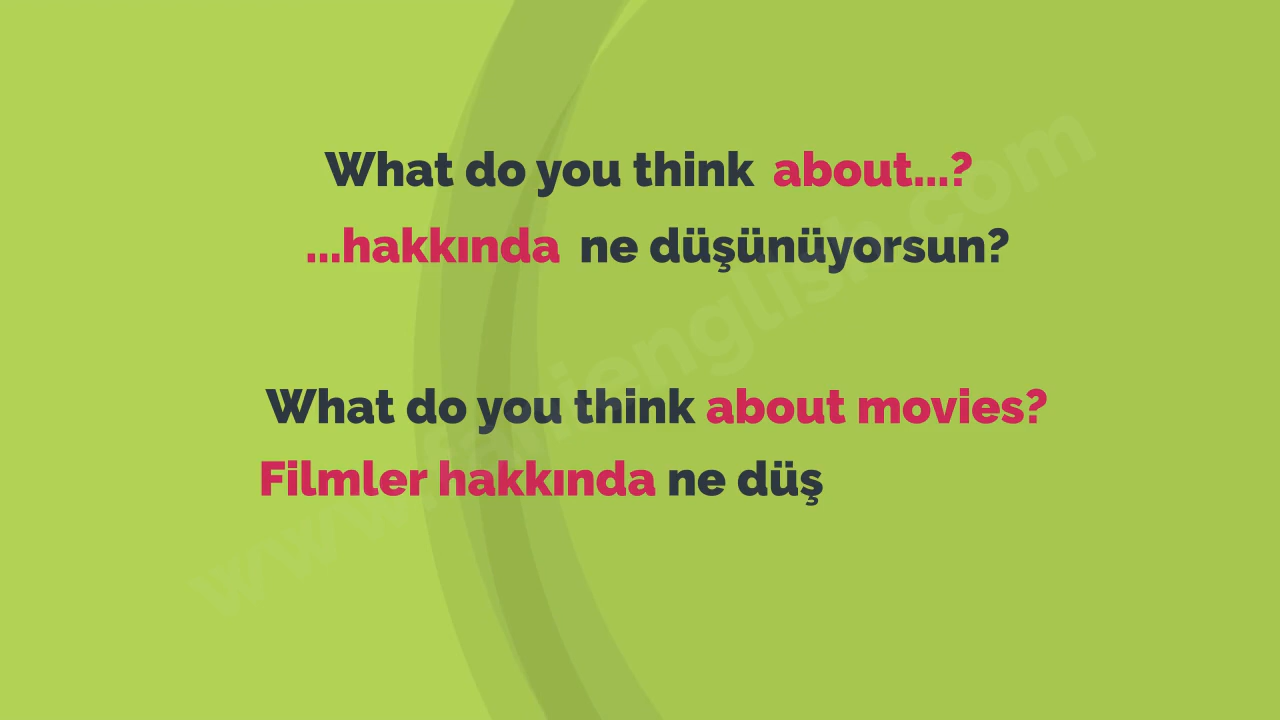 What do you think about...?
...hakkında ne düşünüyorsun?
What do you think about movies?
Filmler hakkında ne düş